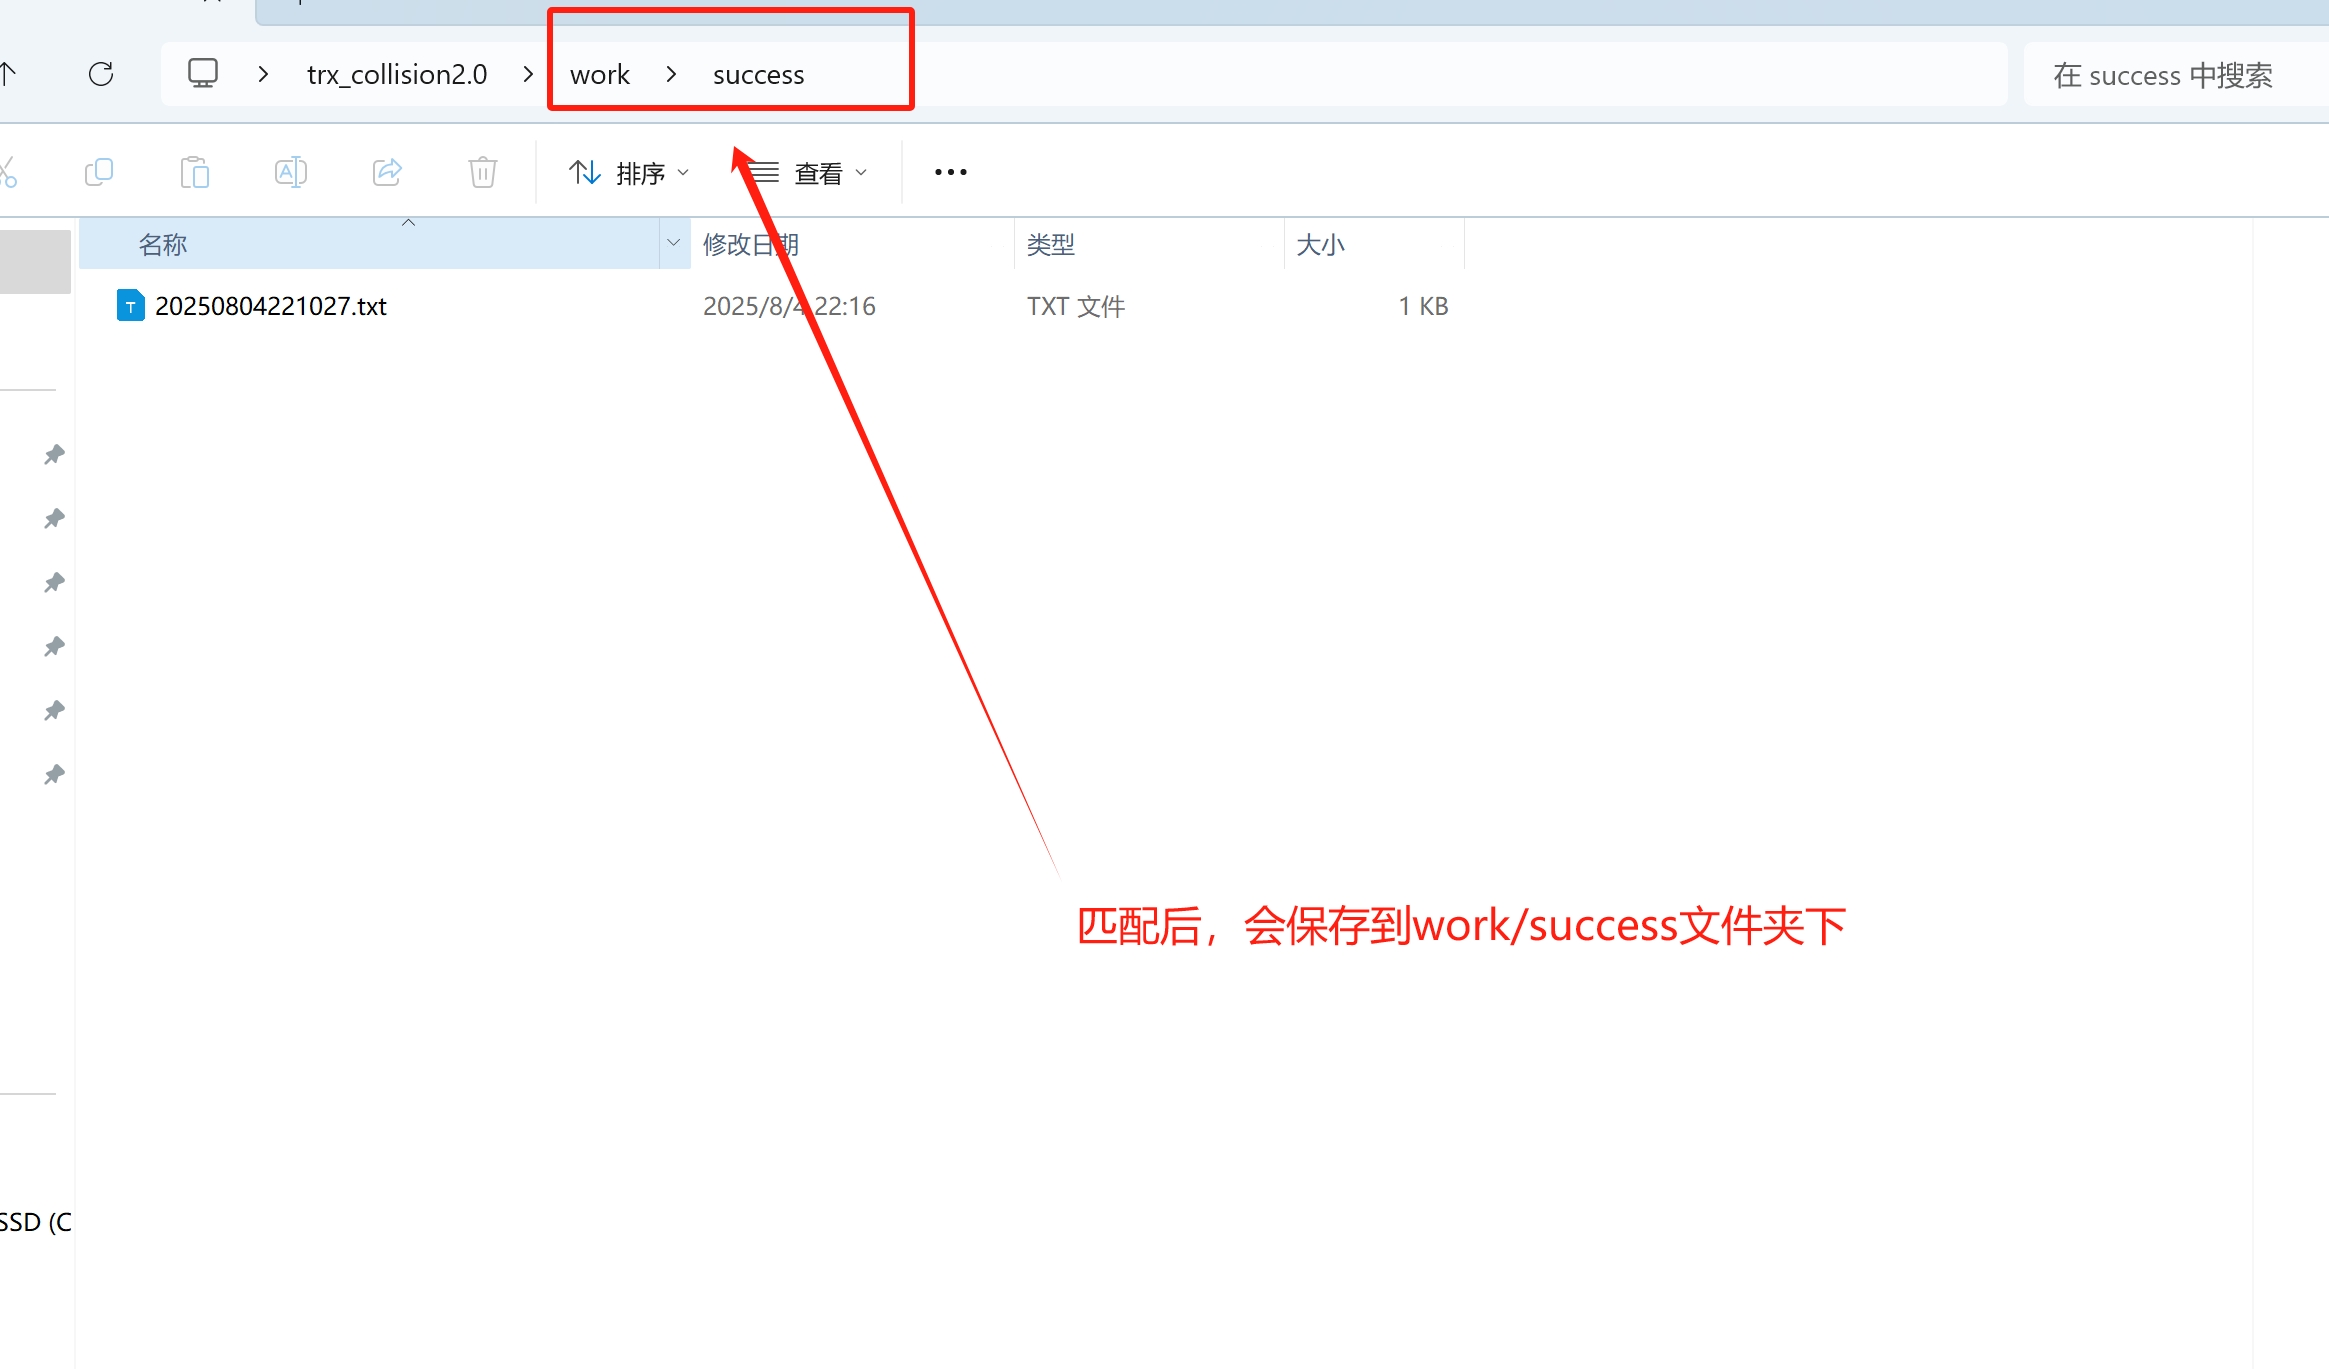 trx_collision2.0
work
success
在 success 中搜索
排序
查看
名称
修改日期
类型
大小
20250804221027.txt
2025/8/4 22:16
TXT 文件
1 KB
匹配后，会保存到work/success文件夹下
SSD (C